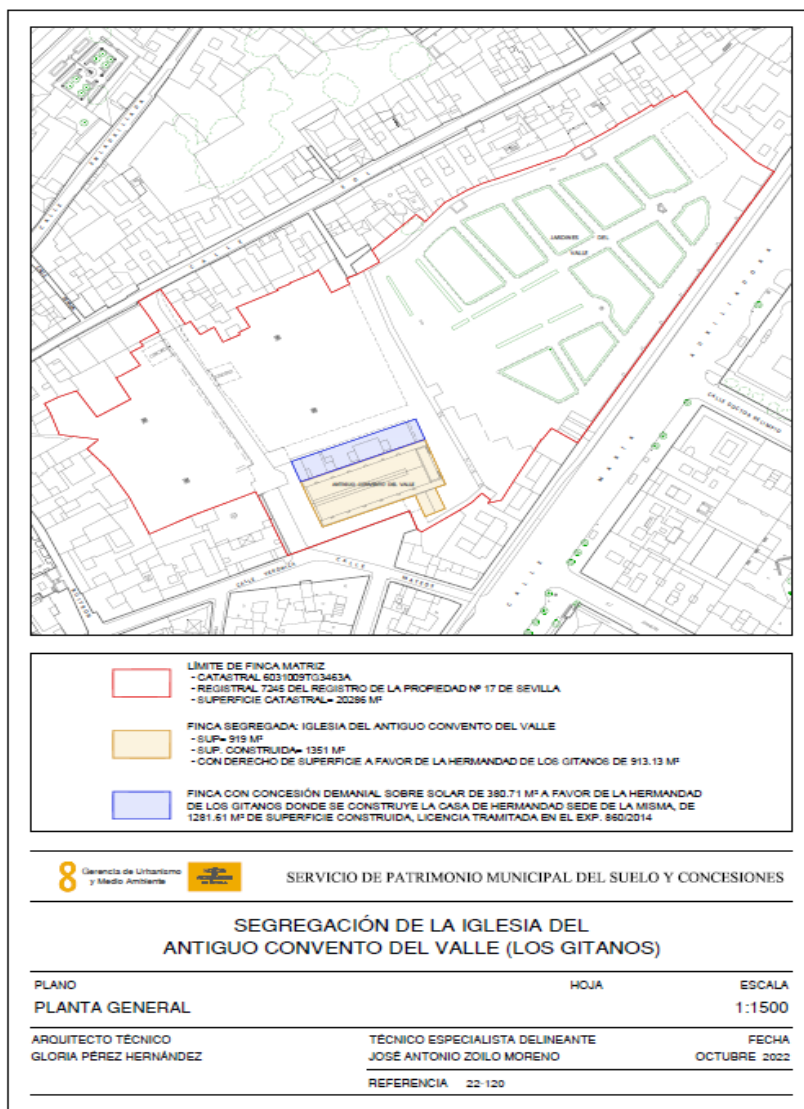 CALLE ENLADRILLADA
CALLE SOL
JARDINES DEL
VALLE
CALLE MARIA AUXILIADORA
CALLE DOCTOR RELIMPIO
ANTIGUO CONVENTO DEL VALLE
CALLE VERÓNICA
CALLE MATEDE
LÍMITE DE FINCA MATRIZ
- CATASTRAL 6031009TG3463A
- REGISTRAL 7245 DEL REGISTRO DE LA PROPIEDAD Nº 17 DE SEVILLA
- SUPERFICIE CATASTRAL= 20286 M²
FINCA SEGREGADA: IGLESIA DEL ANTIGUO CONVENTO DEL VALLE
- SUP= 919 M²
- SUP. CONSTRUIDA= 1351 M²
- CON DERECHO DE SUPERFICIE A FAVOR DE LA HERMANDAD DE LOS GITANOS DE 913.13 M²
FINCA CON CONCESIÓN DEMANIAL SOBRE SOLAR DE 380.71 M² A FAVOR DE LA HERMANDAD
DE LOS GITANOS DONDE SE CONSTRUYE LA CASA DE HERMANDAD SEDE DE LA MISMA, DE
1281.61 M² DE SUPERFICIE CONSTRUIDA, LICENCIA TRAMITADA EN EL EXP. 860/2014
8 Gerencia de Urbanismo
y Medio Ambiente
SERVICIO DE PATRIMONIO MUNICIPAL DEL SUELO Y CONCESIONES
SEGREGACIÓN DE LA IGLESIA DEL
ANTIGUO CONVENTO DEL VALLE (LOS GITANOS)
PLANO HOJA ESCALA
PLANTA GENERAL 1:1500
ARQUITECTO TÉCNICO TÉCNICO ESPECIALISTA DELINEANTE FECHA
GLORIA PÉREZ HERNÁNDEZ JOSÉ ANTONIO ZOILO MORENO OCTUBRE 2022
REFERENCIA 22-120